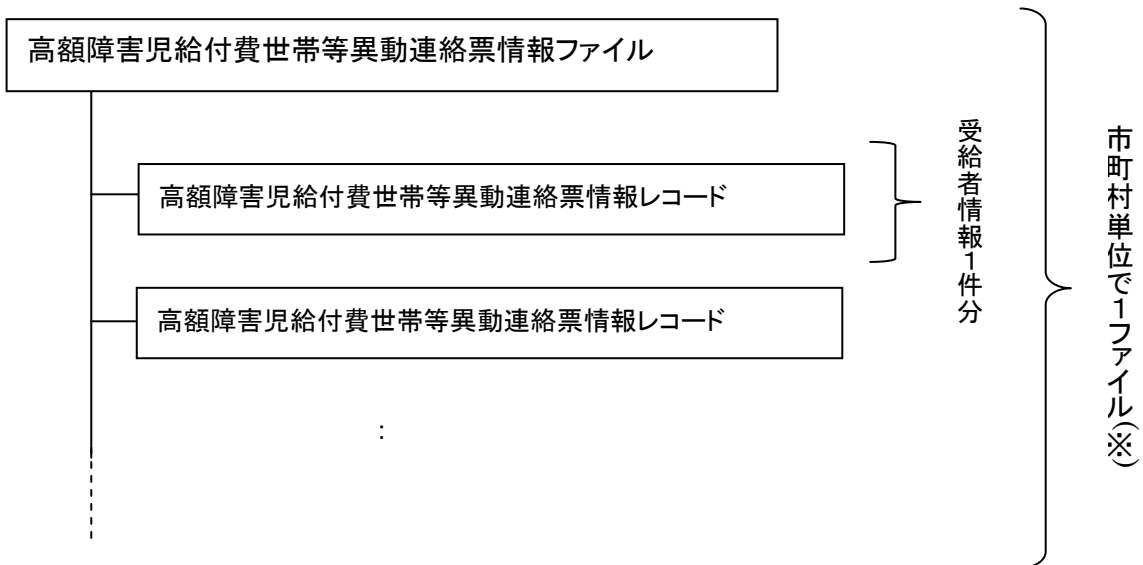 高額障害児給付費世帯等異動連絡票情報ファイル
高額障害児給付費世帯等異動連絡票情報レコード
受給者情報1件分
高額障害児給付費世帯等異動連絡票情報レコード
:
市町村単位で1ファイル(※)